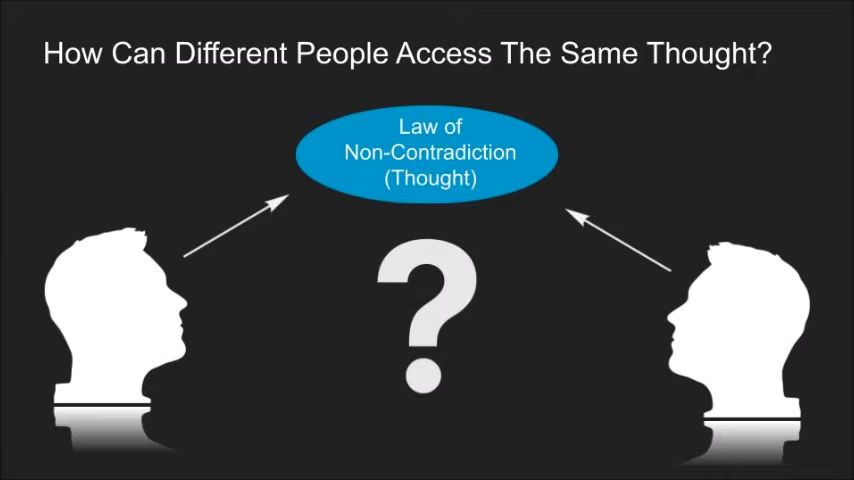 How Can Different People Access The Same Thought?
Law of
Non-Contradiction
(Thought)
?